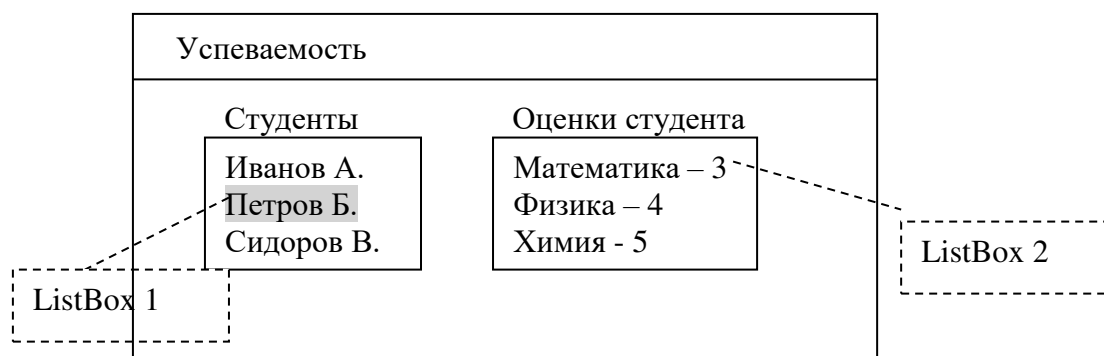 Успеваемость
Студенты
Оценки студента
Иванов А.
Петров Б.
Сидоров В.
Математика – 3
Физика – 4
Химия - 5
ListBox 1
ListBox 2